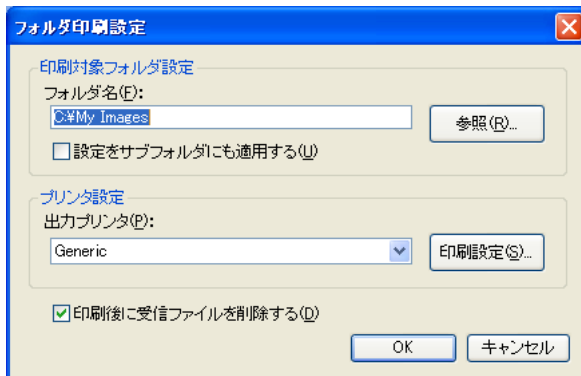 フォルダ印刷設定
印刷対象フォルダ設定
フォルダ名(F):
C:¥My Images
参照(R)...
設定をサブフォルダにも適用する(U)
プリンタ設定
出力プリンタ(P):
Generic
印刷設定(S)...
印刷後に受信ファイルを削除する(D)
OK
キャンセル